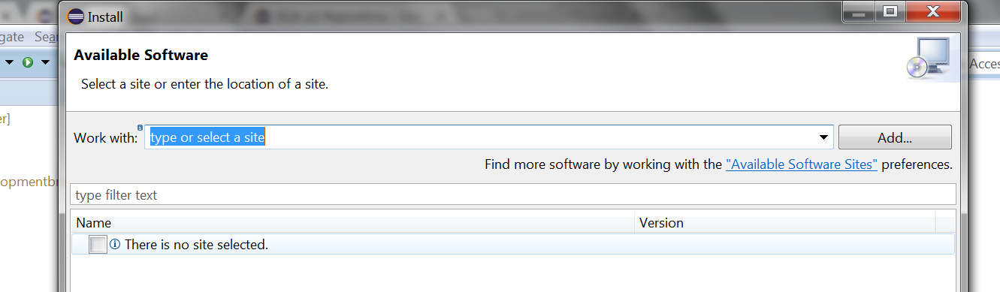 Install
gate Sea
Available Software
Select a site or enter the location of a site.
Acces
er]
Work with: type or select a site
Add...
Find more software by working with the "Available Software Sites" preferences.
opmentbr
type filter text
Name Version
There is no site selected.